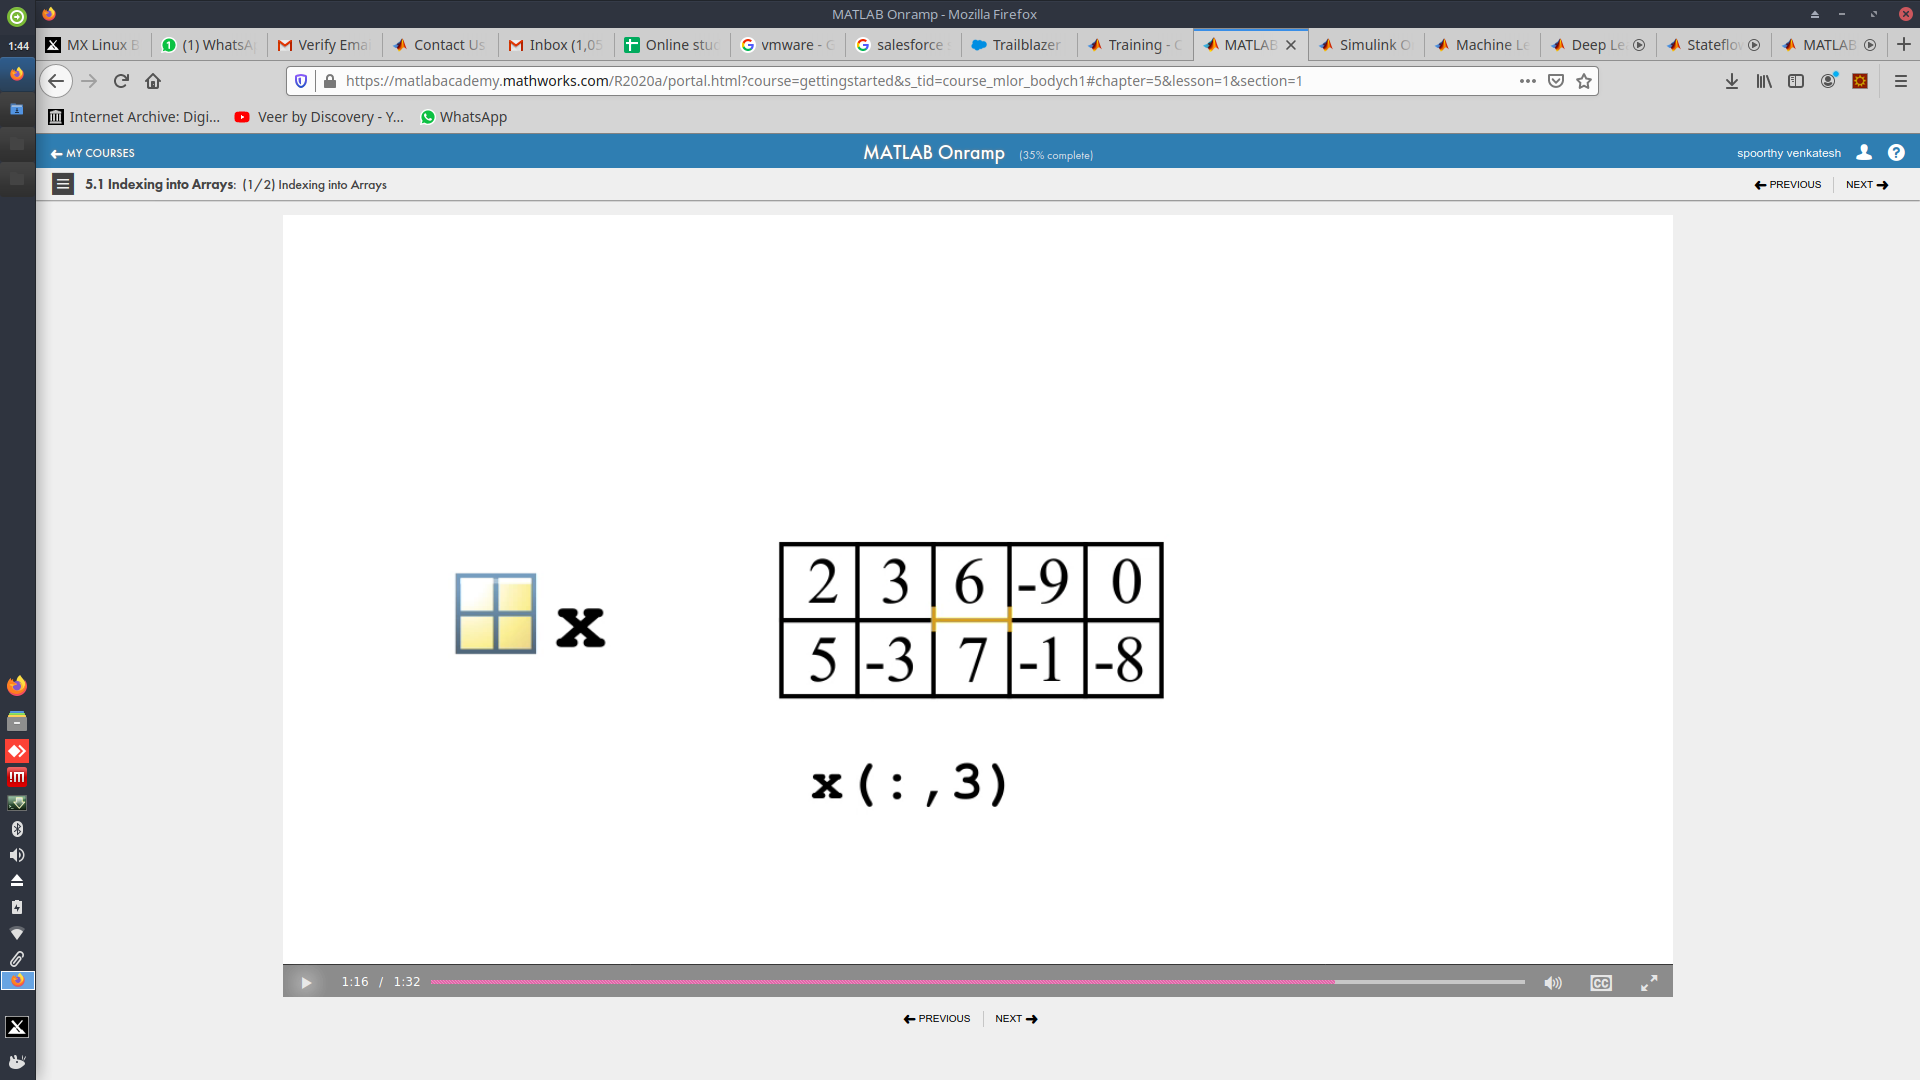 MATLAB Onramp - Mozilla Firefox
1:44
MX Linux
(1) WhatsA
Verify Emai
Contact Us
Inbox (1,05
Online stud
vmware - G
salesforce
Trailblazer
Training - C
MATLAB
Simulink O
Machine Le
Deep Le
Stateflow
MATLAB
https://matlabacademy.mathworks.com/R2020a/portal.html?course=gettingstarted&s_tid=course_mlor_bodych1#chapter=5&lesson=1&section=1
Internet Archive: Digi...
Veer by Discovery - Y...
WhatsApp
MY COURSES
MATLAB Onramp (35% complete)
spoorthy venkatesh
5.1 Indexing into Arrays: (1/2) Indexing into Arrays
PREVIOUS
NEXT
x
2 3 6 -9 0
5 -3 7 -1 -8
x(:,3)
1:16 / 1:32
CC
PREVIOUS
NEXT